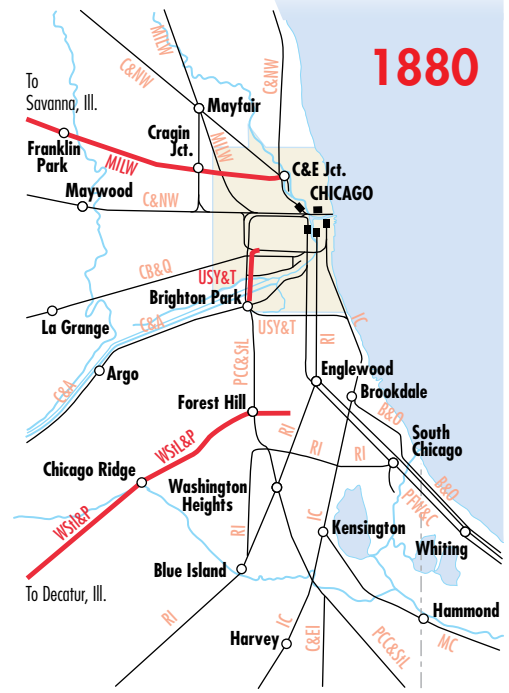 1880
MILW
C&NW
C&NW
To
Savanna, Ill.
Mayfair
Cragin
Jct.
MILW
Franklin
Park
MILW
C&E Jct.
Maywood
C&NW
CHICAGO
CB&Q
USY&T
Brighton Park
La Grange
C&A
USY&T
IC
RI
PCC&StL
Argo
C&A
Englewood
Brookdale
Forest Hill
B&O
RI
WStL&P
RI
RI
South
Chicago
Chicago Ridge
Washington
Heights
B&O
PFW&C
WStl&P
RI
IC
Kensington
Whiting
Blue Island
To Decatur, Ill.
RI
Hammond
IC
C&EI
Harvey
PCC&StL
MC